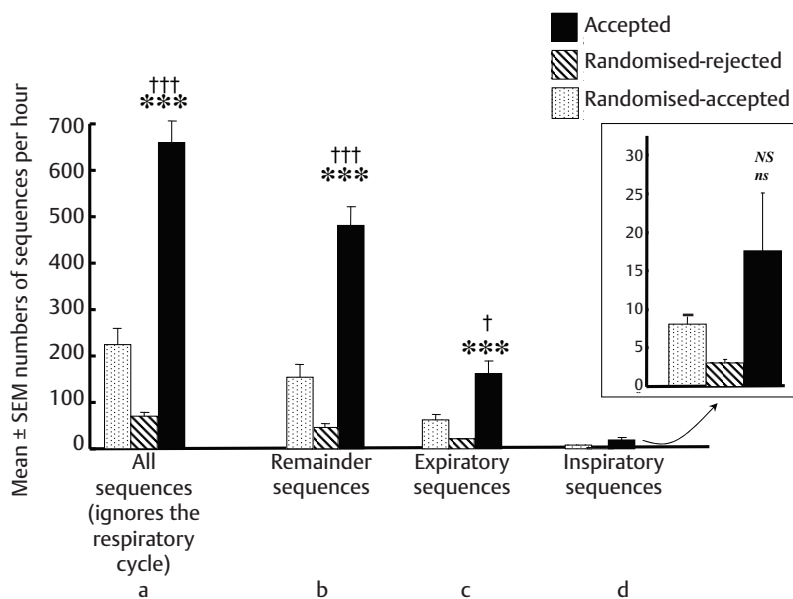 Accepted
Randomised-rejected
Randomised-accepted
Mean ± SEM numbers of sequences per hour
700
600
500
400
300
200
100
0
†††
***
†††
***
†
***
30
25
20
15
10
5
0
NS
ns
All
sequences
(ignores the
respiratory
cycle)
Remainder
sequences
Expiratory
sequences
Inspiratory
sequences
a
b
c
d